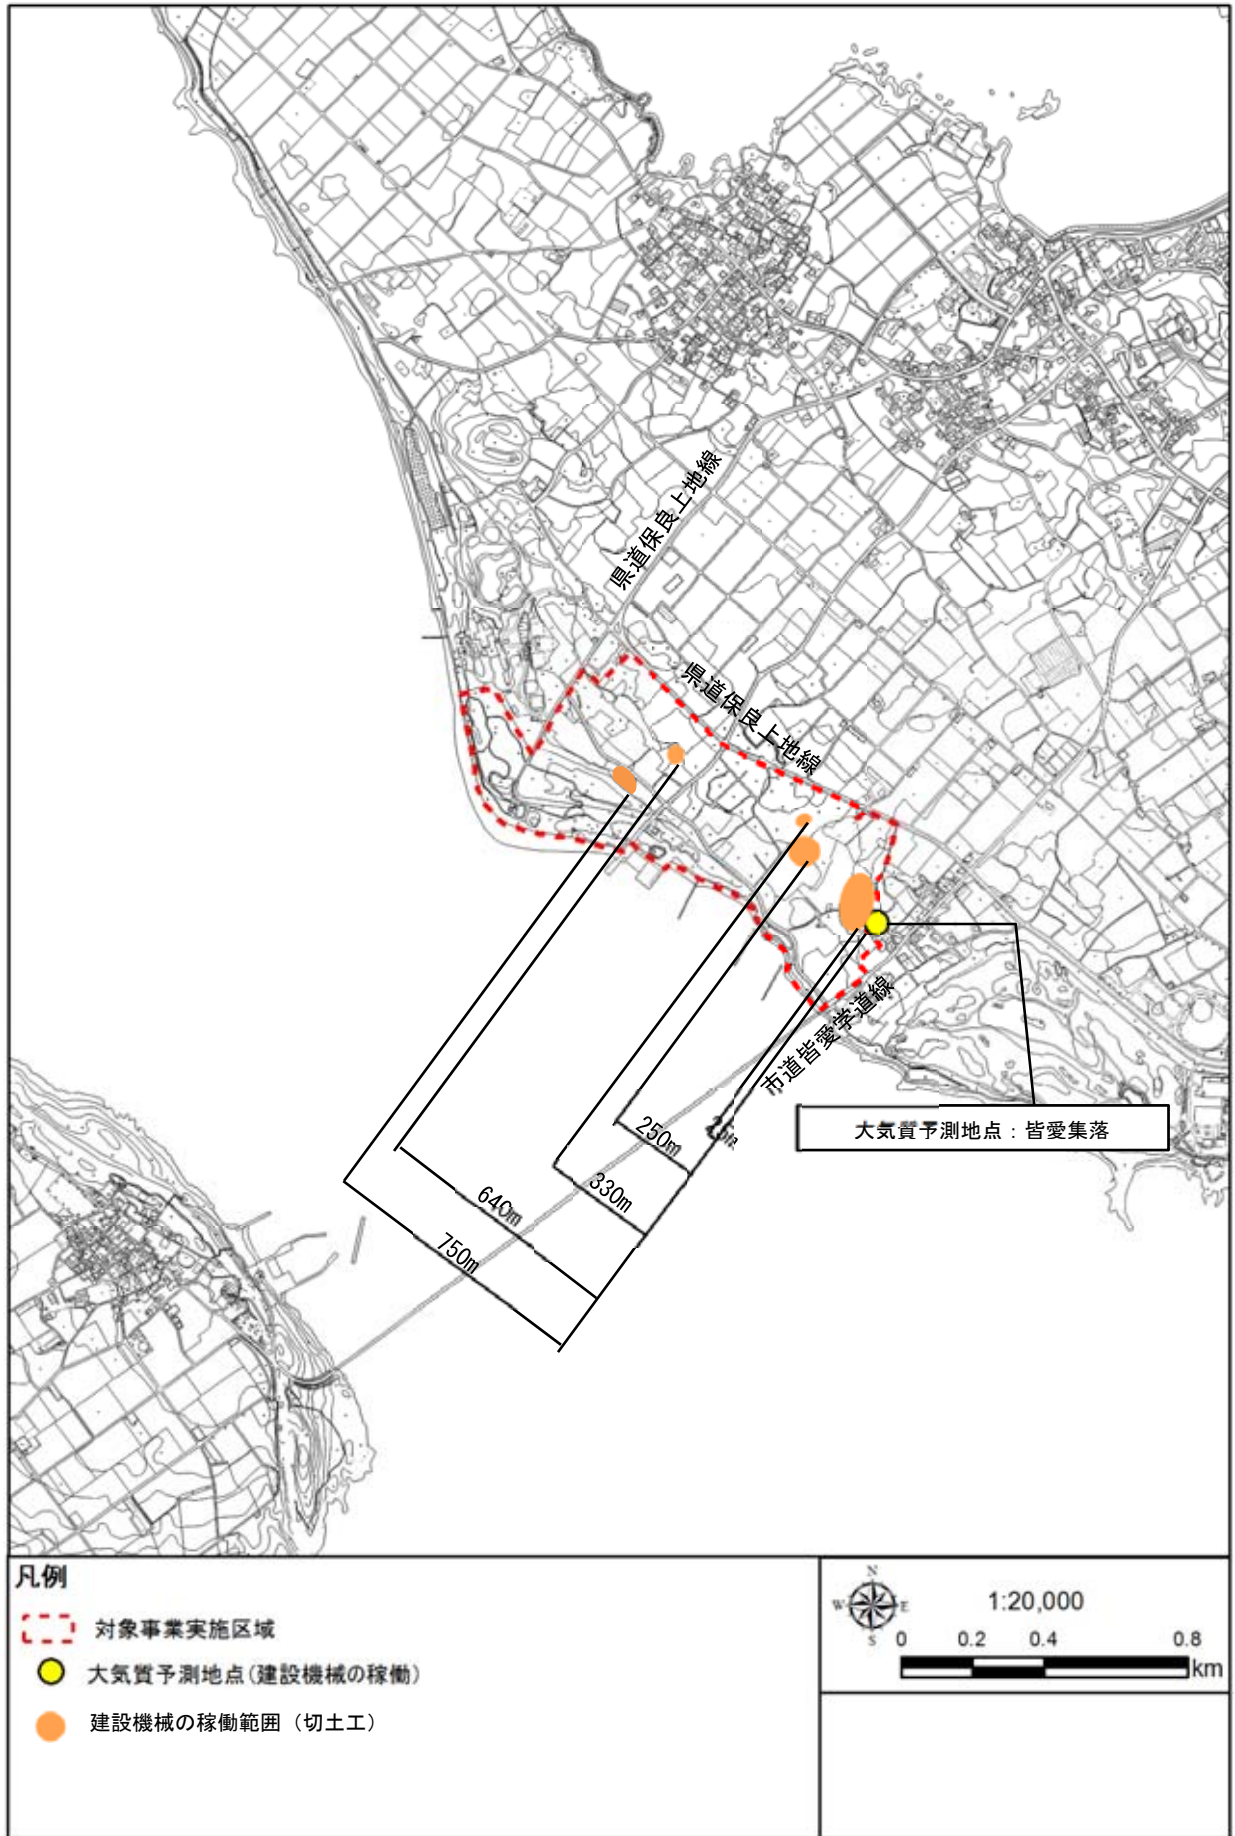 県道保良上地線
県道保良上地線
市道皆愛学道線
大気質予測地点：皆愛集落
250m
330m
640m
750m
凡例
対象事業実施区域
大気質予測地点(建設機械の稼働)
建設機械の稼働範囲（切土工）
N
W
E
S
1:20,000
0 0.2 0.4 0.8
km